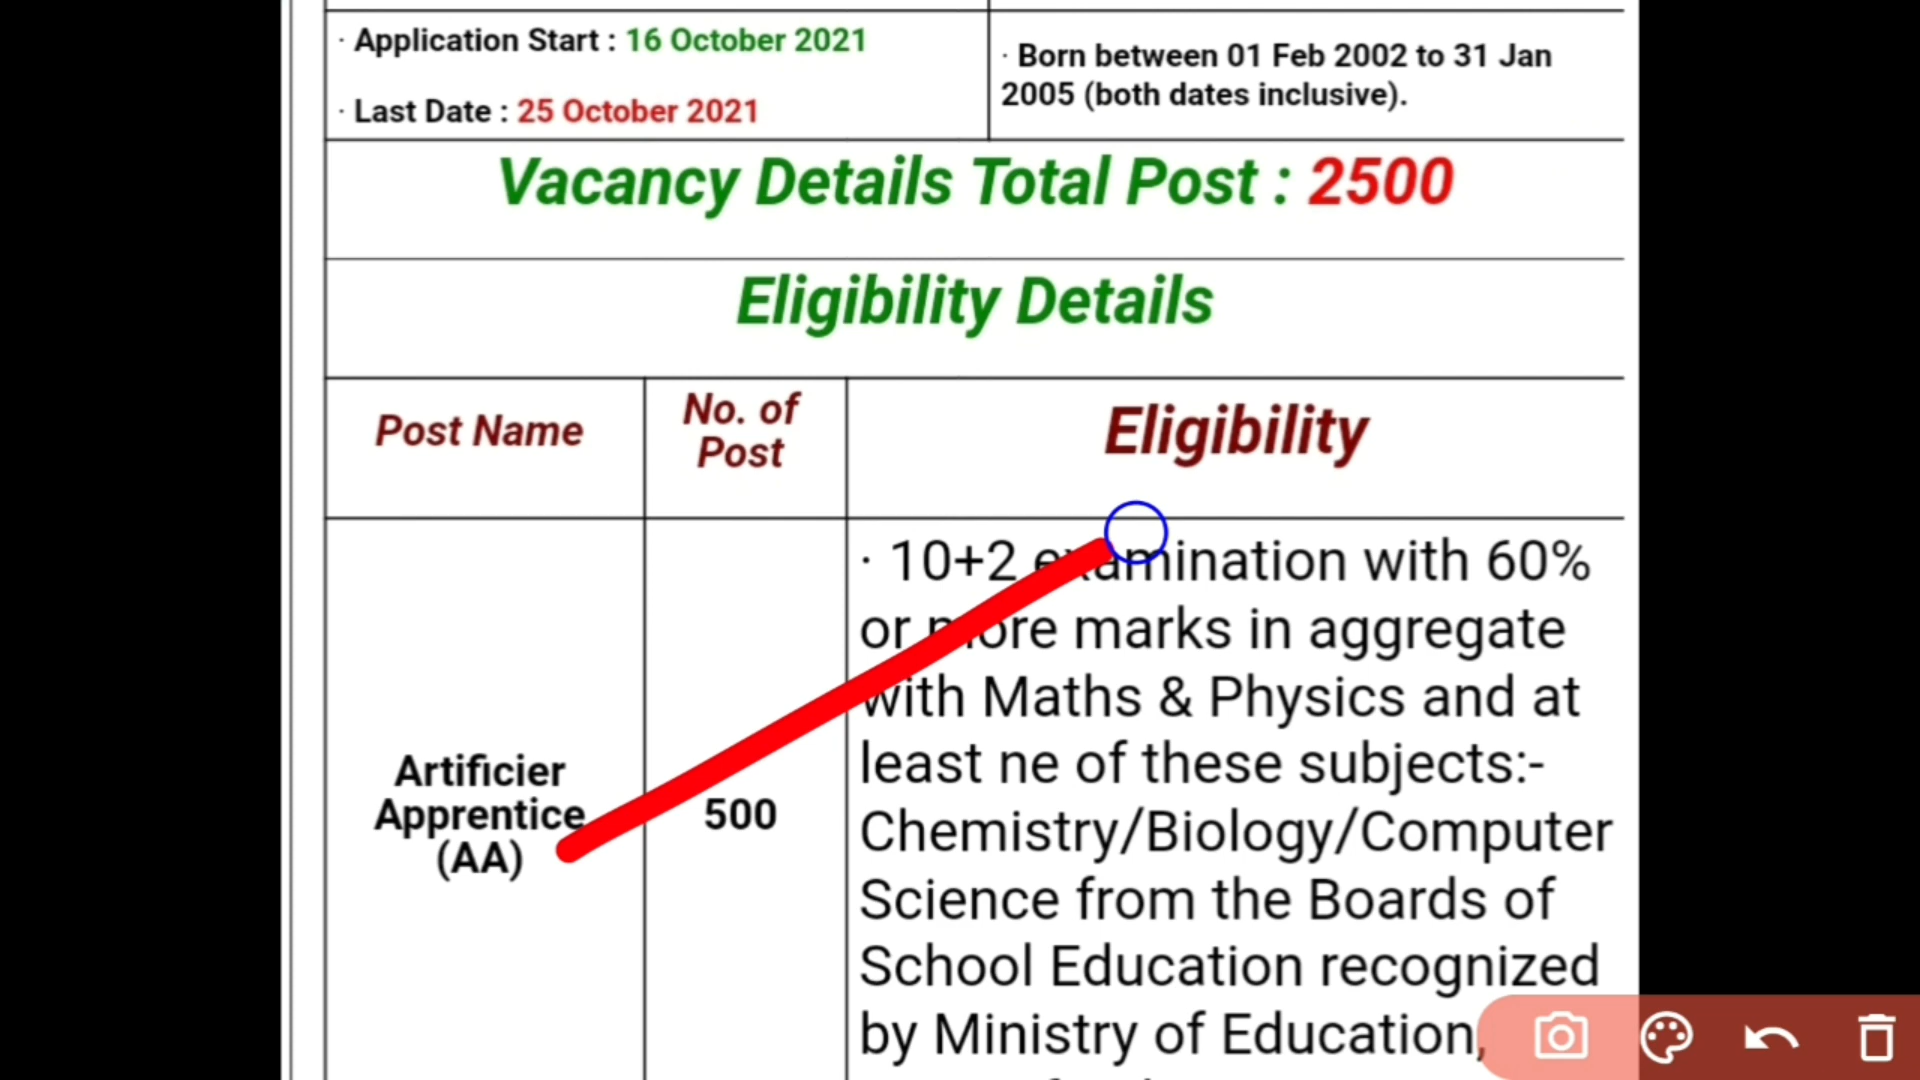 · Application Start : 16 October 2021
· Last Date : 25 October 2021
· Born between 01 Feb 2002 to 31 Jan
2005 (both dates inclusive).
Vacancy Details Total Post : 2500
Eligibility Details
Post Name
No. of
Post
Eligibility
Artificier
Apprentice
(AA)
500
· 10+2 examination with 60%
or more marks in aggregate
with Maths & Physics and at
least ne of these subjects:-
Chemistry/Biology/Computer
Science from the Boards of
School Education recognized
by Ministry of Education,